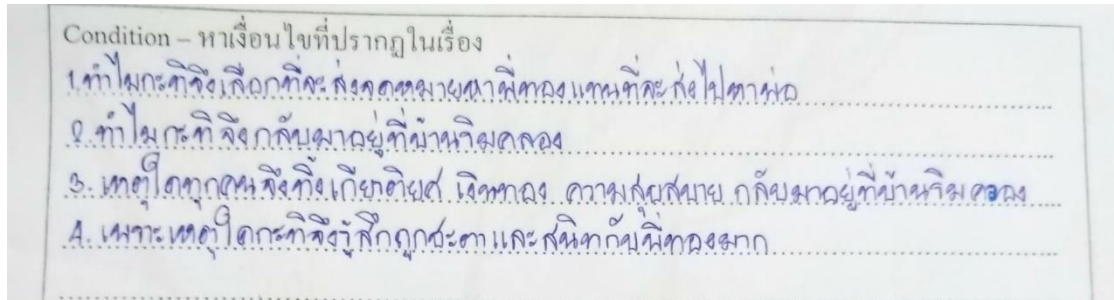 Condition – หาเงื่อนไขที่ปรากฏในเรื่อง
1. ทำไมกะทิจึงเลือกที่จะส่งจดหมายหาพี่ทองแทนที่จะส่งไปหาพ่อ
2. ทำไมกะทิจึงกลับมาอยู่ที่บ้านริมคลอง
3. เหตุใดทุกคนจึงทิ้งเกียรติยศ เงินทอง ความสุขสบาย กลับมาอยู่ที่บ้านริมคลอง
4. เพราะเหตุใดกะทิจึงรู้สึกถูกชะตาและสนิทกับพี่ทองมาก